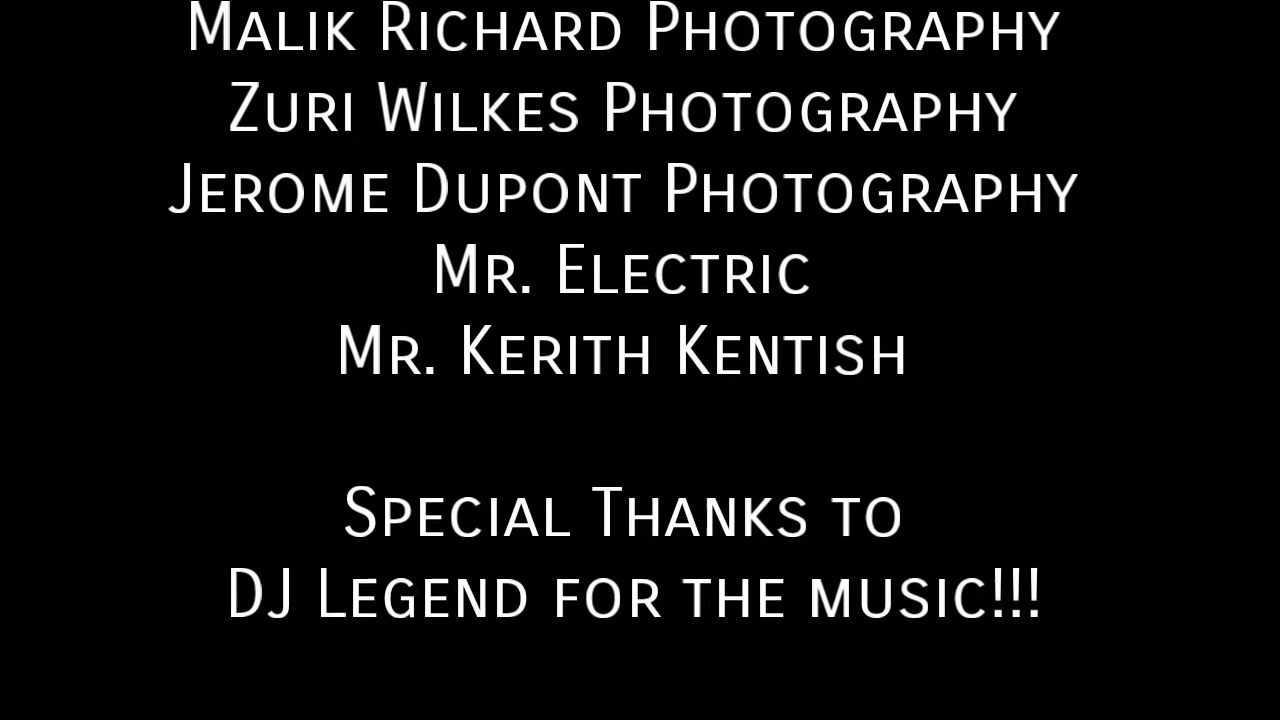 Malik Richard Photography
Zuri Wilkes Photography
Jerome Dupont Photography
Mr. Electric
Mr. Kerith Kentish
Special Thanks to
DJ Legend for the music!!!